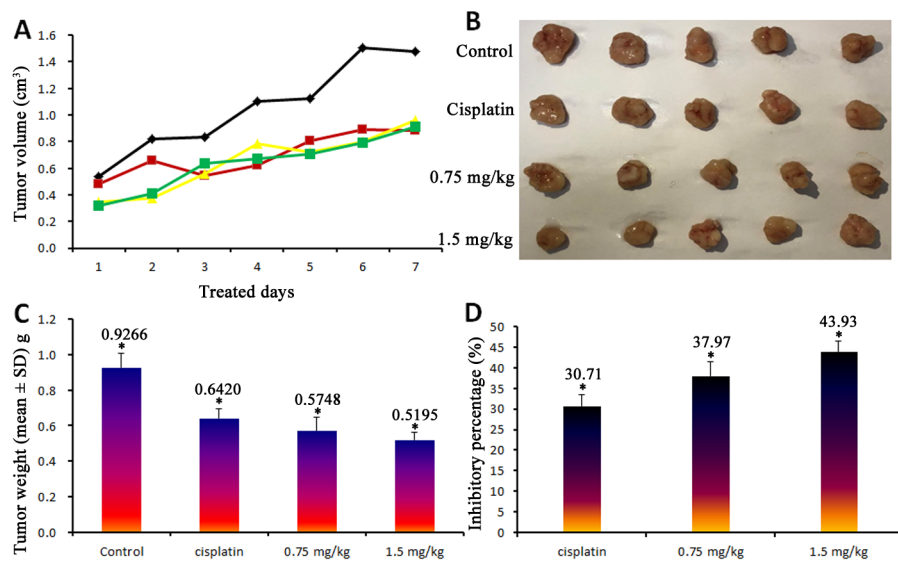 A
Tumor volume (cm³)
1.6
1.4
1.2
1.0
0.8
0.6
0.4
0.2
0.0
1 2 3 4 5 6 7
Treated days
B
Control
Cisplatin
0.75 mg/kg
1.5 mg/kg
C
Tumor weight (mean ± SD) g
1.2
1.0
0.8
0.6
0.4
0.2
0.0
0.9266
*
0.6420
*
0.5748
*
0.5195
*
Control cisplatin 0.75 mg/kg 1.5 mg/kg
D
Inhibitory percentage (%)
50
45
40
35
30
25
20
15
10
5
0
30.71
*
37.97
*
43.93
*
cisplatin 0.75 mg/kg 1.5 mg/kg